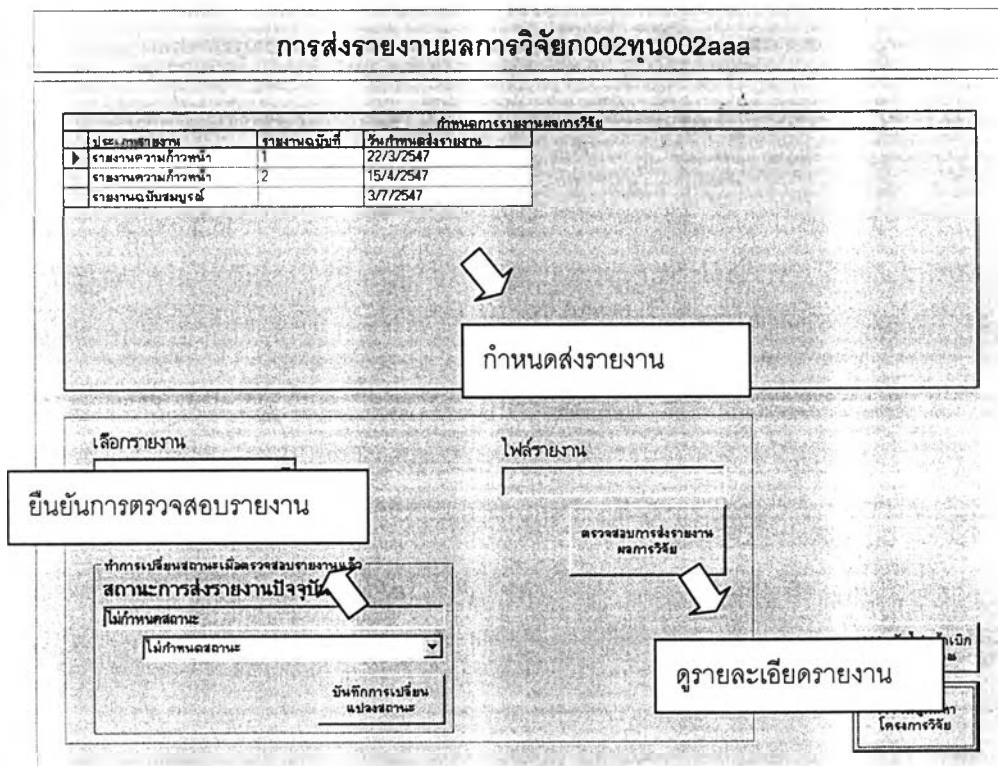 การส่งรายงานผลการวิจัยก002ทุน002aaa
กำหนดการรายงานผลการวิจัย
ประเภทรายงาน รายงานฉบับที่ วันกำหนดส่งรายงาน
รายงานความก้าวหน้า 1 22/3/2547
รายงานความก้าวหน้า 2 15/4/2547
รายงานฉบับสมบูรณ์ 3/7/2547
กำหนดส่งรายงาน
เลือกรายงาน
ไฟล์รายงาน
ยืนยันการตรวจสอบรายงาน
ตรวจสอบการส่งรายงาน
ผลการวิจัย
ทำการเปลี่ยนสถานะเมื่อตรวจสอบรายงานแล้ว
สถานะการส่งรายงานปัจจุบัน
ไม่กำหนดสถานะ
ไม่กำหนดสถานะ
บันทึกการเปลี่ยน
แปลงสถานะ
ดูรายละเอียดรายงาน
โครงการวิจัย